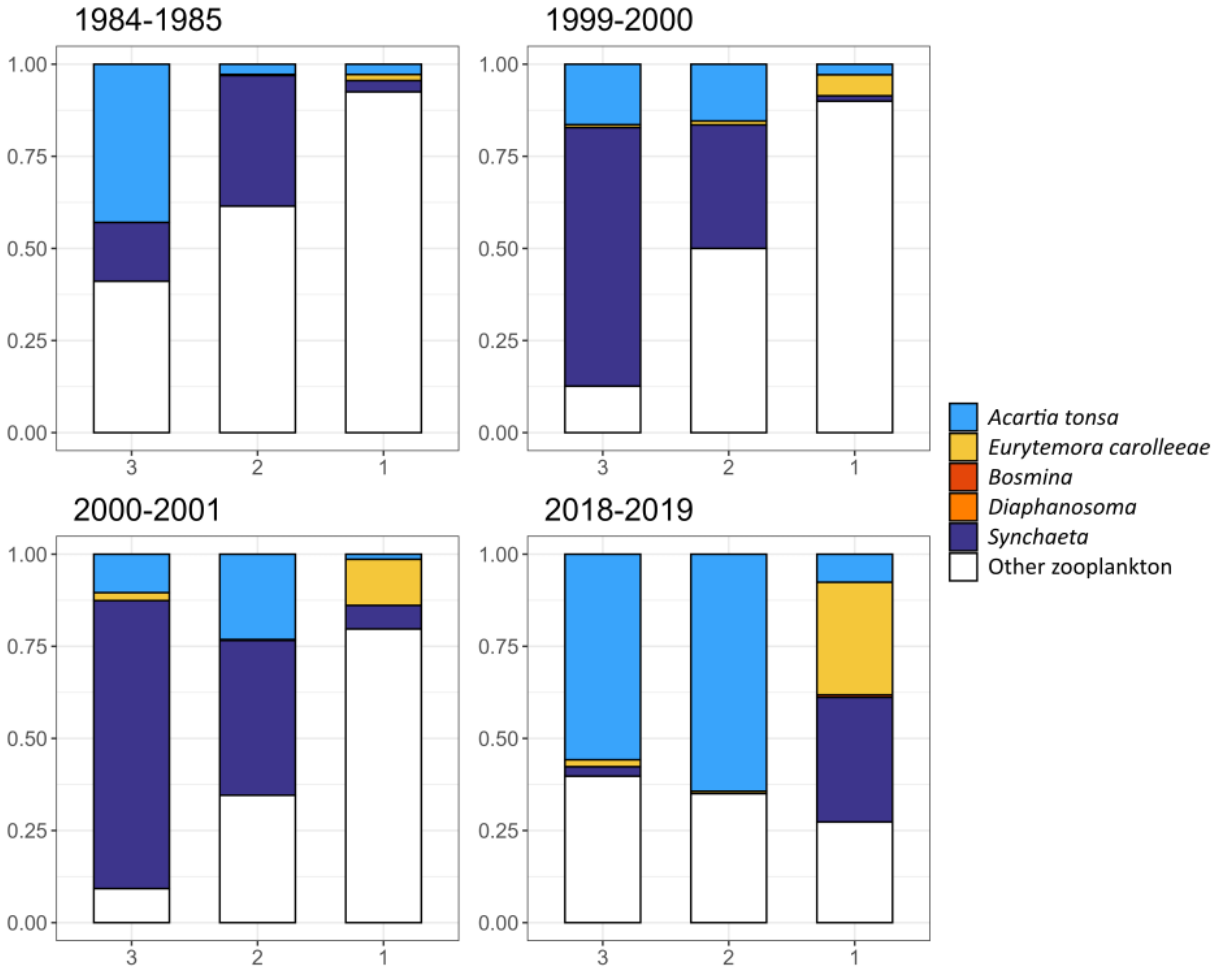 1984-1985
1.00
0.75
0.50
0.25
0.00
3 2 1
1999-2000
1.00
0.75
0.50
0.25
0.00
3 2 1
2000-2001
1.00
0.75
0.50
0.25
0.00
3 2 1
2018-2019
1.00
0.75
0.50
0.25
0.00
3 2 1
Acartia tonsa
Eurytemora carolleeae
Bosmina
Diaphanosoma
Synchaeta
Other zooplankton